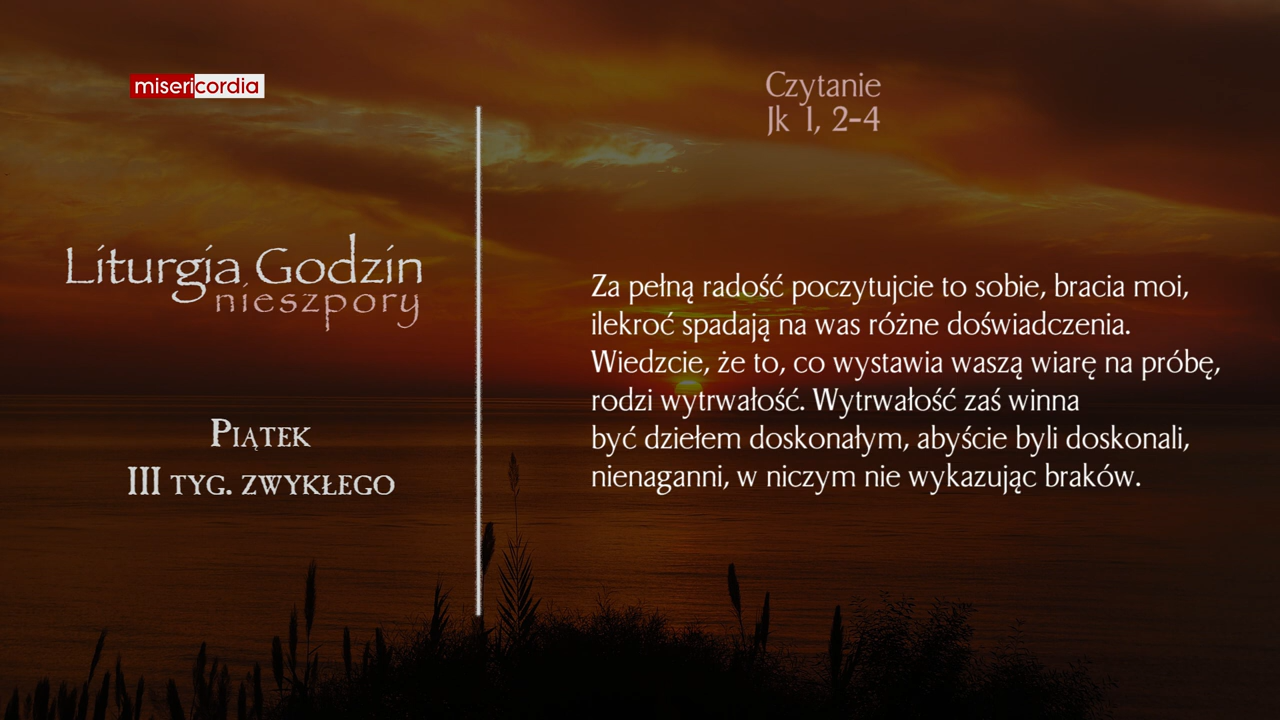 misericordia
Liturgia Godzin
nieszpory
Piątek
III tyg. zwykłego
Czytanie
Jk 1, 2-4
Za pełną radość poczytujcie to sobie, bracia moi,
ilekroć spadają na was różne doświadczenia.
Wiedzcie, że to, co wystawia waszą wiarę na próbę,
rodzi wytrwałość. Wytrwałość zaś winna
być dziełem doskonałym, abyście byli doskonali,
nienaganni, w niczym nie wykazując braków.